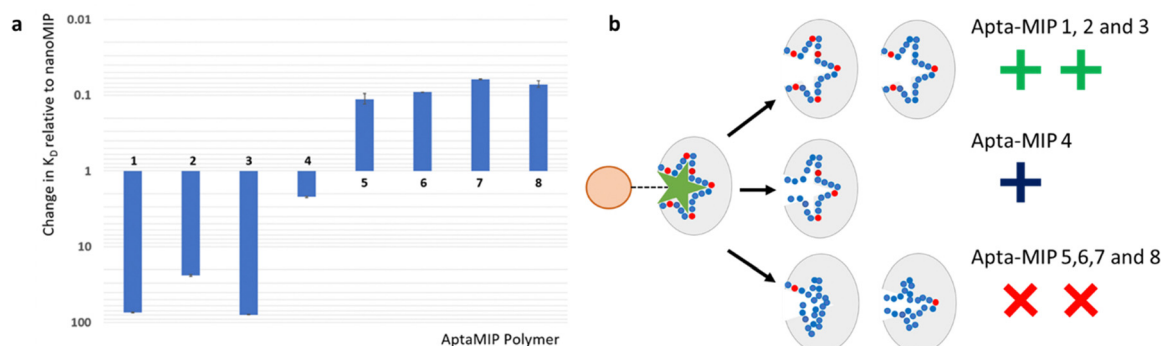 a
Change in KD relative to nanoMIP
0.01
0.1
1
10
100
1
2
3
4
5
6
7
8
AptaMIP Polymer
b
Apta-MIP 1, 2 and 3
Apta-MIP 4
Apta-MIP 5,6,7 and 8